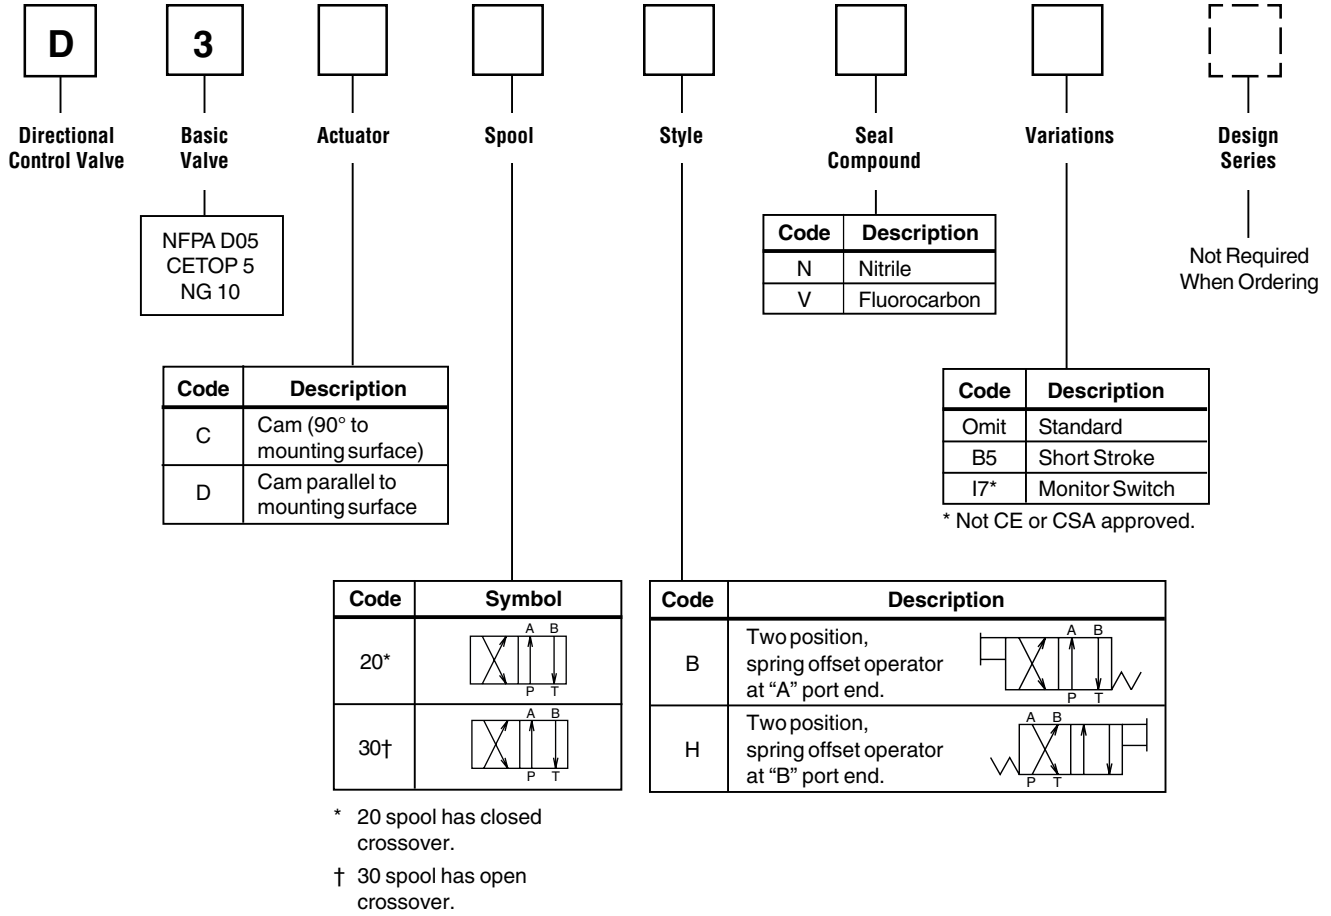 D
3
Directional
Control Valve
Basic
Valve
Actuator
Spool
Style
Seal
Compound
Variations
Design
Series
NFPA D05
CETOP 5
NG 10
Code Description
N Nitrile
V Fluorocarbon
Not Required
When Ordering
Code Description
C Cam (90° to
mounting surface)
D Cam parallel to
mounting surface
Code Description
Omit Standard
B5 Short Stroke
I7* Monitor Switch
* Not CE or CSA approved.
Code Symbol
20*
A B
P T
30†
A B
P T
* 20 spool has closed
crossover.
† 30 spool has open
crossover.
Code Description
B Two position,
spring offset operator
at “A” port end.
A B
P T
H Two position,
spring offset operator
at “B” port end.
A B
P T